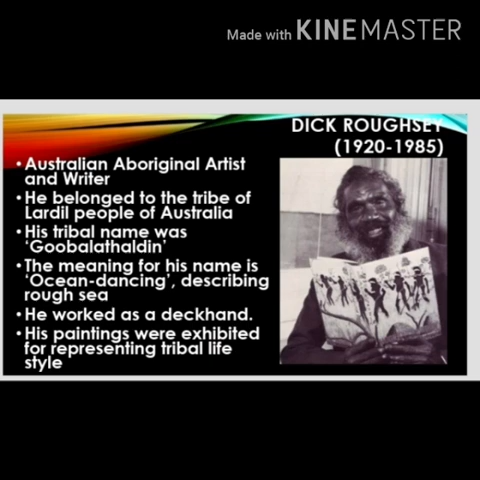 Made with KINEMASTER
DICK ROUGHSEY
(1920-1985)
• Australian Aboriginal Artist
and Writer
• He belonged to the tribe of
Lardil people of Australia
• His tribal name was
‘Goobalathaldin’
• The meaning for his name is
‘Ocean-dancing’, describing
rough sea
• He worked as a deckhand.
• His paintings were exhibited
for representing tribal life
style